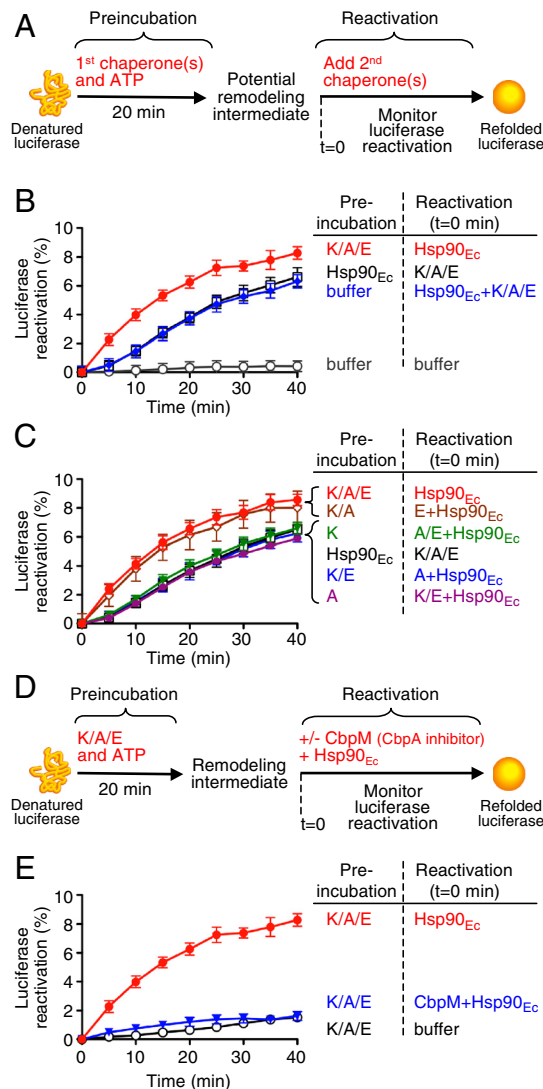 A
Preincubation
Reactivation
1st chaperone(s)
and ATP
Add 2nd
chaperone(s)
20 min
Potential
remodeling
intermediate
Denatured
luciferase
t=0
Monitor
luciferase
reactivation
Refolded
luciferase
B
Pre-
incubation
Reactivation
(t=0 min)
Luciferase
reactivation (%)
10
8
6
4
2
0
0 10 20 30 40
Time (min)
K/A/E Hsp90Ec
Hsp90Ec K/A/E
buffer Hsp90Ec+K/A/E
buffer buffer
C
Pre-
incubation
Reactivation
(t=0 min)
Luciferase
reactivation (%)
10
8
6
4
2
0
0 10 20 30 40
Time (min)
K/A/E Hsp90Ec
K/A E+Hsp90Ec
K A/E+Hsp90Ec
Hsp90Ec K/A/E
K/E A+Hsp90Ec
A K/E+Hsp90Ec
D
Preincubation
Reactivation
K/A/E
and ATP
+/- CbpM (CbpA inhibitor)
+ Hsp90Ec
20 min
Remodeling
intermediate
Denatured
luciferase
t=0
Monitor
luciferase
reactivation
Refolded
luciferase
E
Pre-
incubation
Reactivation
(t=0 min)
Luciferase
reactivation (%)
10
8
6
4
2
0
0 10 20 30 40
Time (min)
K/A/E Hsp90Ec
K/A/E CbpM+Hsp90Ec
K/A/E buffer